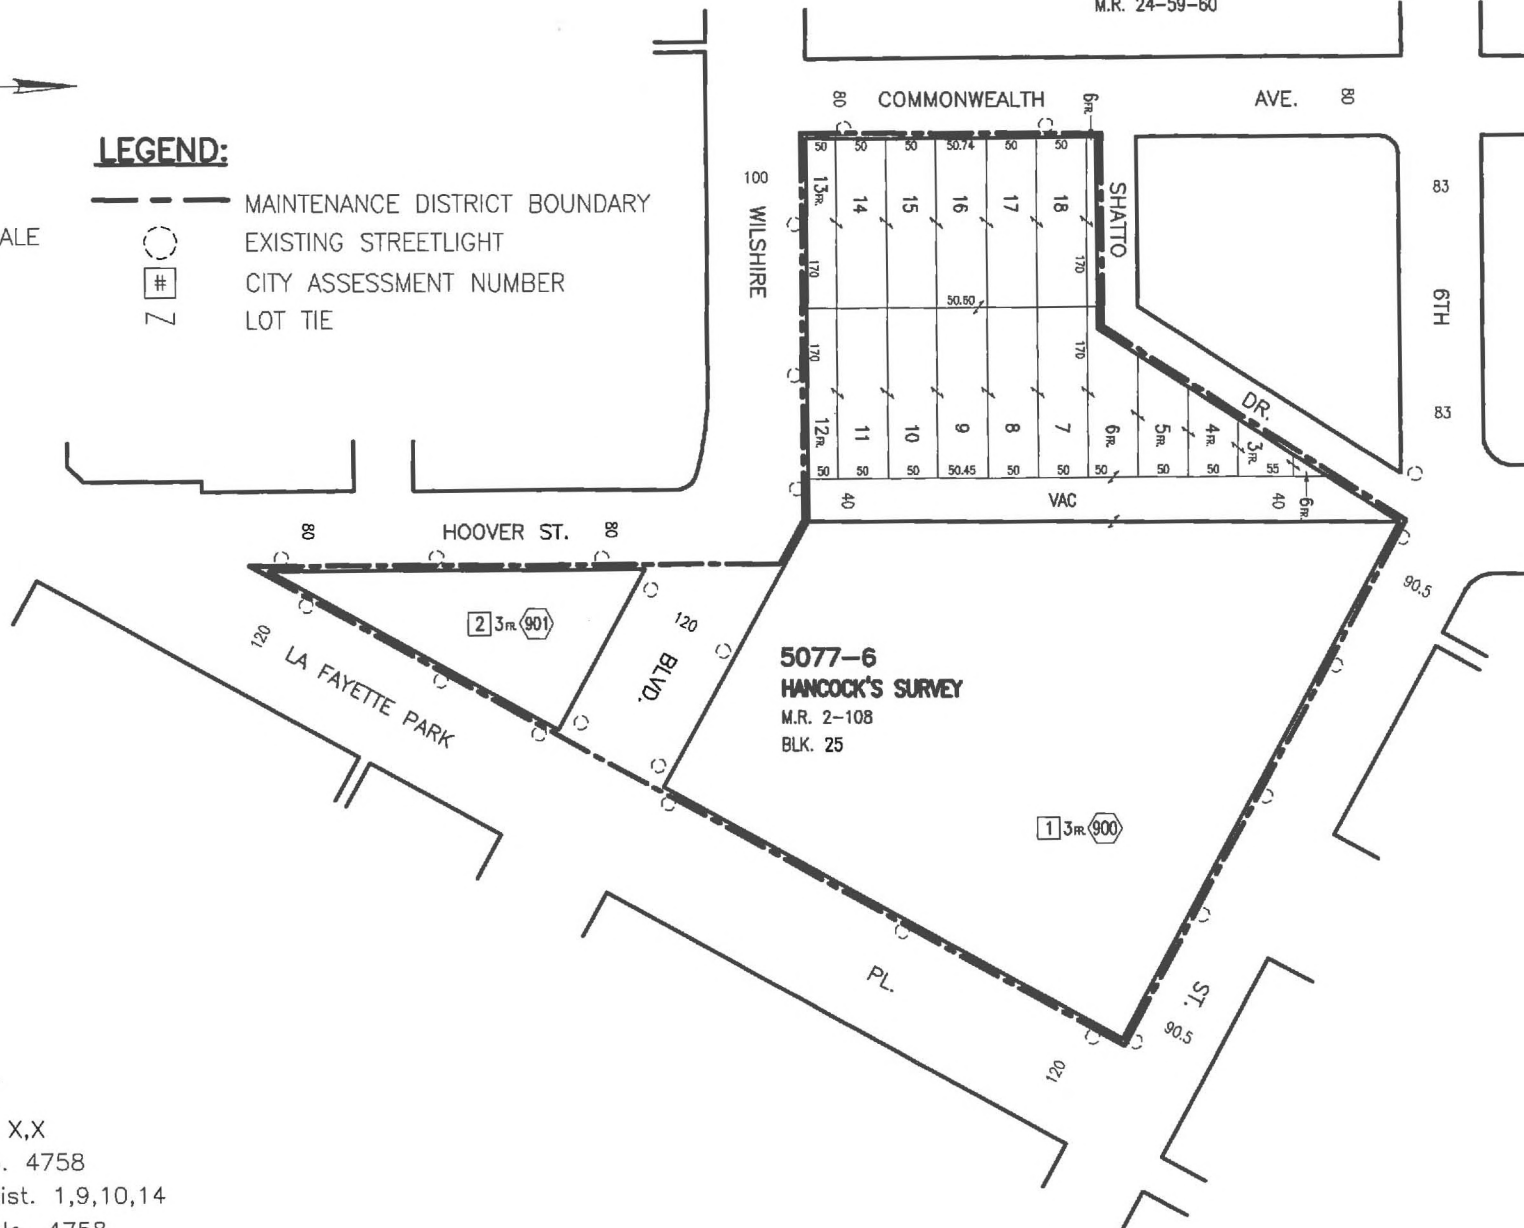 M.R. 24-59-60
80 COMMONWEALTH 6FR. AVE. 80
LEGEND:
MAINTENANCE DISTRICT BOUNDARY
EXISTING STREETLIGHT
# CITY ASSESSMENT NUMBER
LOT TIE
ALE
100
WILSHIRE
50 50 50 50.74 50 50
13FR. 14 15 16 17 18
SHATTO
83
170 170
50.60
6TH
170 170
DR.
83
12FR. 11 10 9 8 7 6FR. 5FR. 4FR. 3FR.
50 50 50 50.45 50 50 50 50 50 55
40 VAC 40 6FR.
80 HOOVER ST. 80
90.5
2 3FR. 901
120
BLVD.
120
LA FAYETTE PARK
5077-6
HANCOCK'S SURVEY
M.R. 2-108
BLK. 25
1 3FR. 900
PL.
ST.
90.5
120
X,X
. 4758
ist. 1,9,10,14
4758